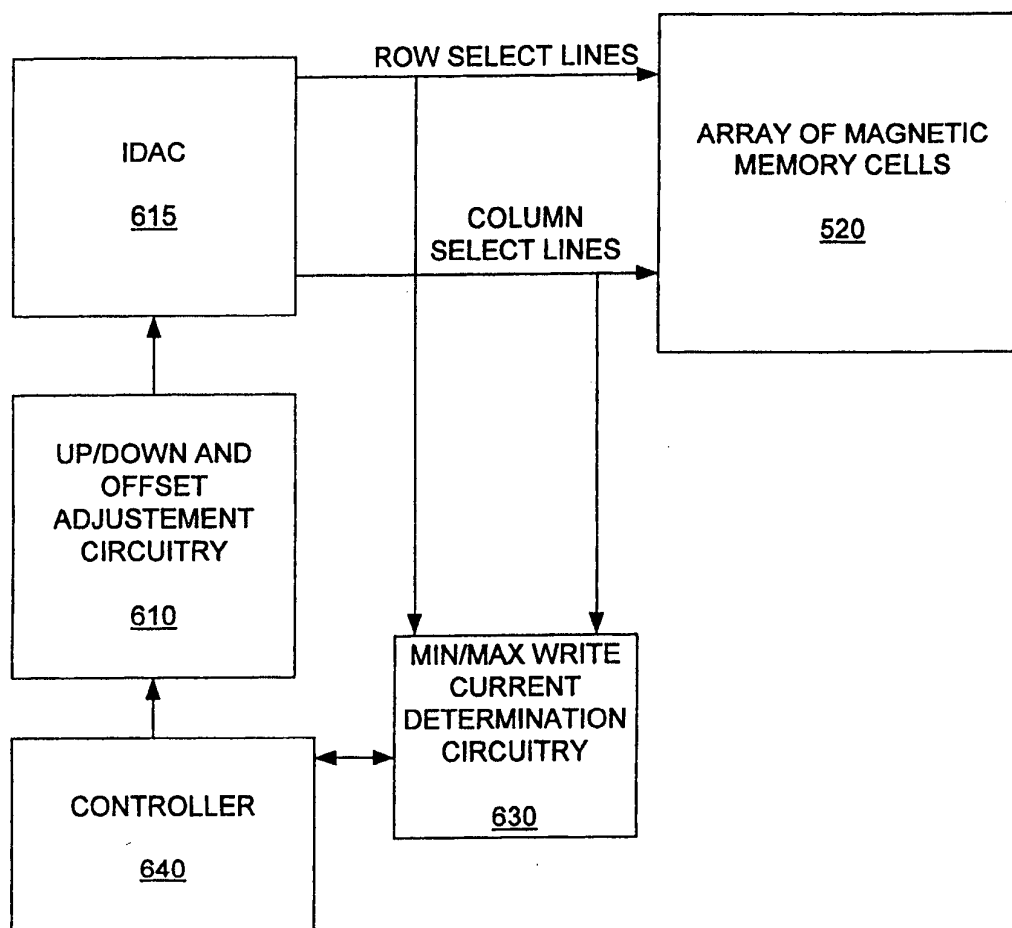 ROW SELECT LINES
IDAC
615
ARRAY OF MAGNETIC
MEMORY CELLS
520
COLUMN
SELECT LINES
UP/DOWN AND
OFFSET
ADJUSTEMENT
CIRCUITRY
610
MIN/MAX WRITE
CURRENT
DETERMINATION
CIRCUITRY
630
CONTROLLER
640